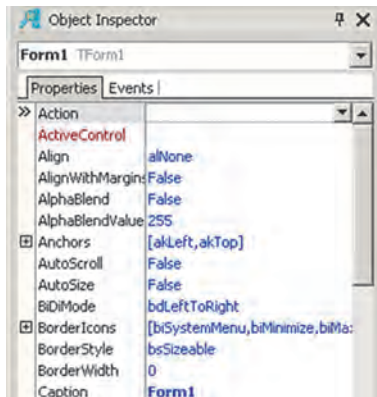 Object Inspector
Form1 TForm1
Properties Events
Action
ActiveControl
Align alNone
AlignWithMargins False
AlphaBlend False
AlphaBlendValue 255
Anchors [akLeft,akTop]
AutoScroll False
AutoSize False
BiDiMode bdLeftToRight
BorderIcons [biSystemMenu,biMinimize,biMa:
BorderStyle bsSizeable
BorderWidth 0
Caption Form1